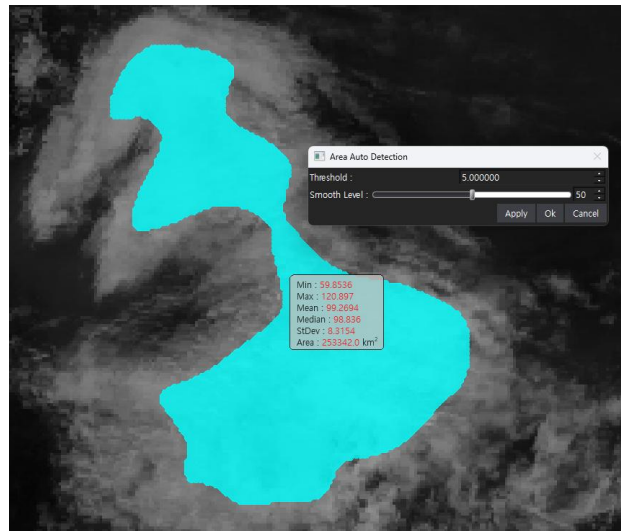 Area Auto Detection
Threshold : 5.000000
Smooth Level : 50
Apply Ok Cancel
Min : 59.8536
Max : 120.897
Mean : 99.2694
Median : 98.836
StDev : 8.3154
Area : 253342.0 km²